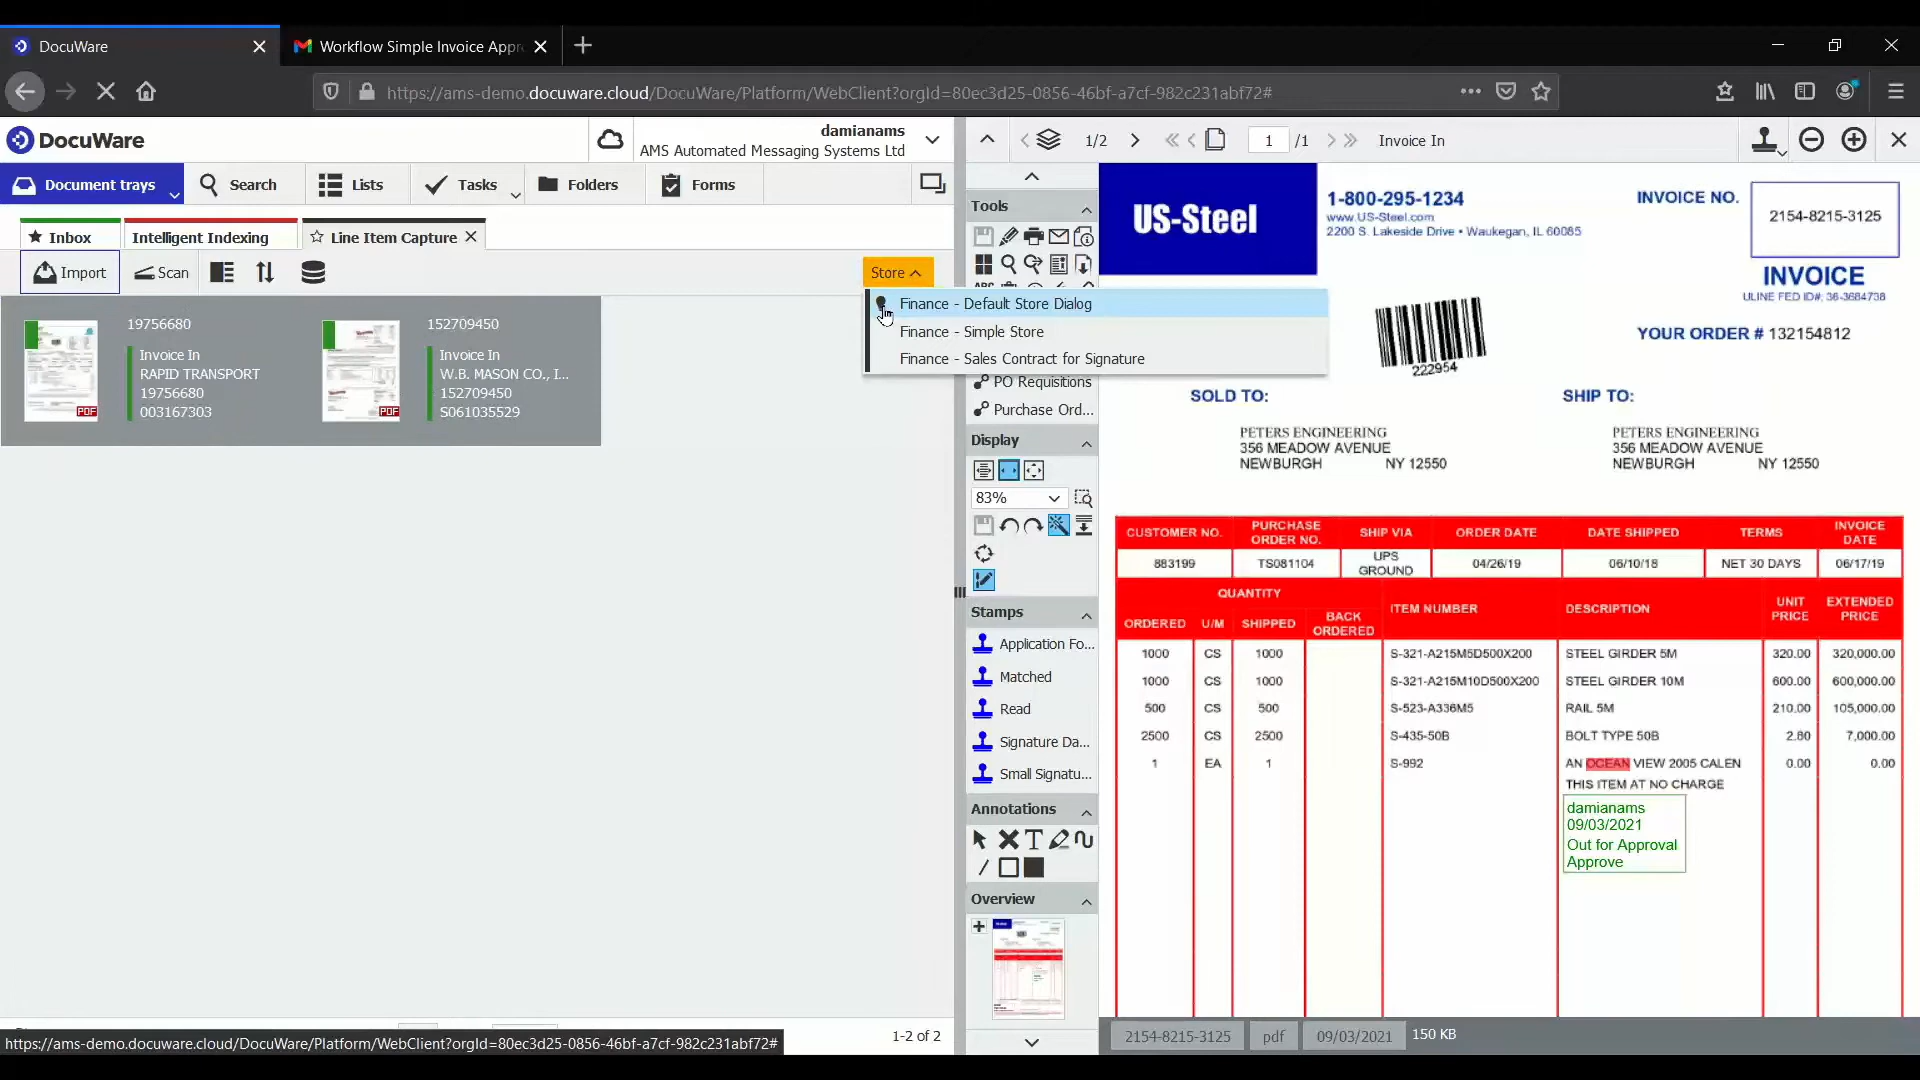 DocuWare
Workflow Simple Invoice Appr
https://ams-demo.docuware.cloud/DocuWare/Platform/WebClient?orgId=80ec3d25-0856-46bf-a7cf-982c231abf72#
DocuWare
damianams
AMS Automated Messaging Systems Ltd
1/2
1
/1
Invoice In
Document trays
Search
Lists
Tasks
Folders
Forms
Inbox
Intelligent Indexing
Line Item Capture
Import
Scan
Store
Finance - Default Store Dialog
Finance - Simple Store
Finance - Sales Contract for Signature
19756680
Invoice In
RAPID TRANSPORT
19756680
003167303
PDF
152709450
Invoice In
W.B. MASON CO., I...
152709450
S061035529
PDF
1-2 of 2
https://ams-demo.docuware.cloud/DocuWare/Platform/WebClient?orgId=80ec3d25-0856-46bf-a7cf-982c231abf72#
Tools
PO Requisitions
Purchase Ord...
Display
83%
Stamps
Application Fo...
Matched
Read
Signature Da...
Small Signatu...
Annotations
Overview
US-Steel
1-800-295-1234
www.US-Steel.com
2200 S. Lakeside Drive • Waukegan, IL 60085
INVOICE NO.
2154-8215-3125
INVOICE
ULINE FED ID#; 36-3684738
222954
YOUR ORDER # 132154812
SOLD TO:
SHIP TO:
PETERS ENGINEERING
356 MEADOW AVENUE
NEWBURGH NY 12550
PETERS ENGINEERING
356 MEADOW AVENUE
NEWBURGH NY 12550
CUSTOMER NO. PURCHASE ORDER NO. SHIP VIA ORDER DATE DATE SHIPPED TERMS INVOICE DATE
883199 TS081104 UPS GROUND 04/26/19 06/10/18 NET 30 DAYS 06/17/19
QUANTITY
ORDERED U/M SHIPPED BACK ORDERED ITEM NUMBER DESCRIPTION UNIT PRICE EXTENDED PRICE
1000 CS 1000 S-321-A215M5D500X200 STEEL GIRDER 5M 320.00 320,000.00
1000 CS 1000 S-321-A215M10D500X200 STEEL GIRDER 10M 600.00 600,000.00
500 CS 500 S-523-A336M5 RAIL 5M 210.00 105,000.00
2500 CS 2500 S-435-50B BOLT TYPE 50B 2.80 7,000.00
1 EA 1 S-992 AN OCEAN VIEW 2005 CALEN 0.00 0.00
THIS ITEM AT NO CHARGE
damianams
09/03/2021
Out for Approval
Approve
2154-8215-3125
pdf
09/03/2021
150 KB